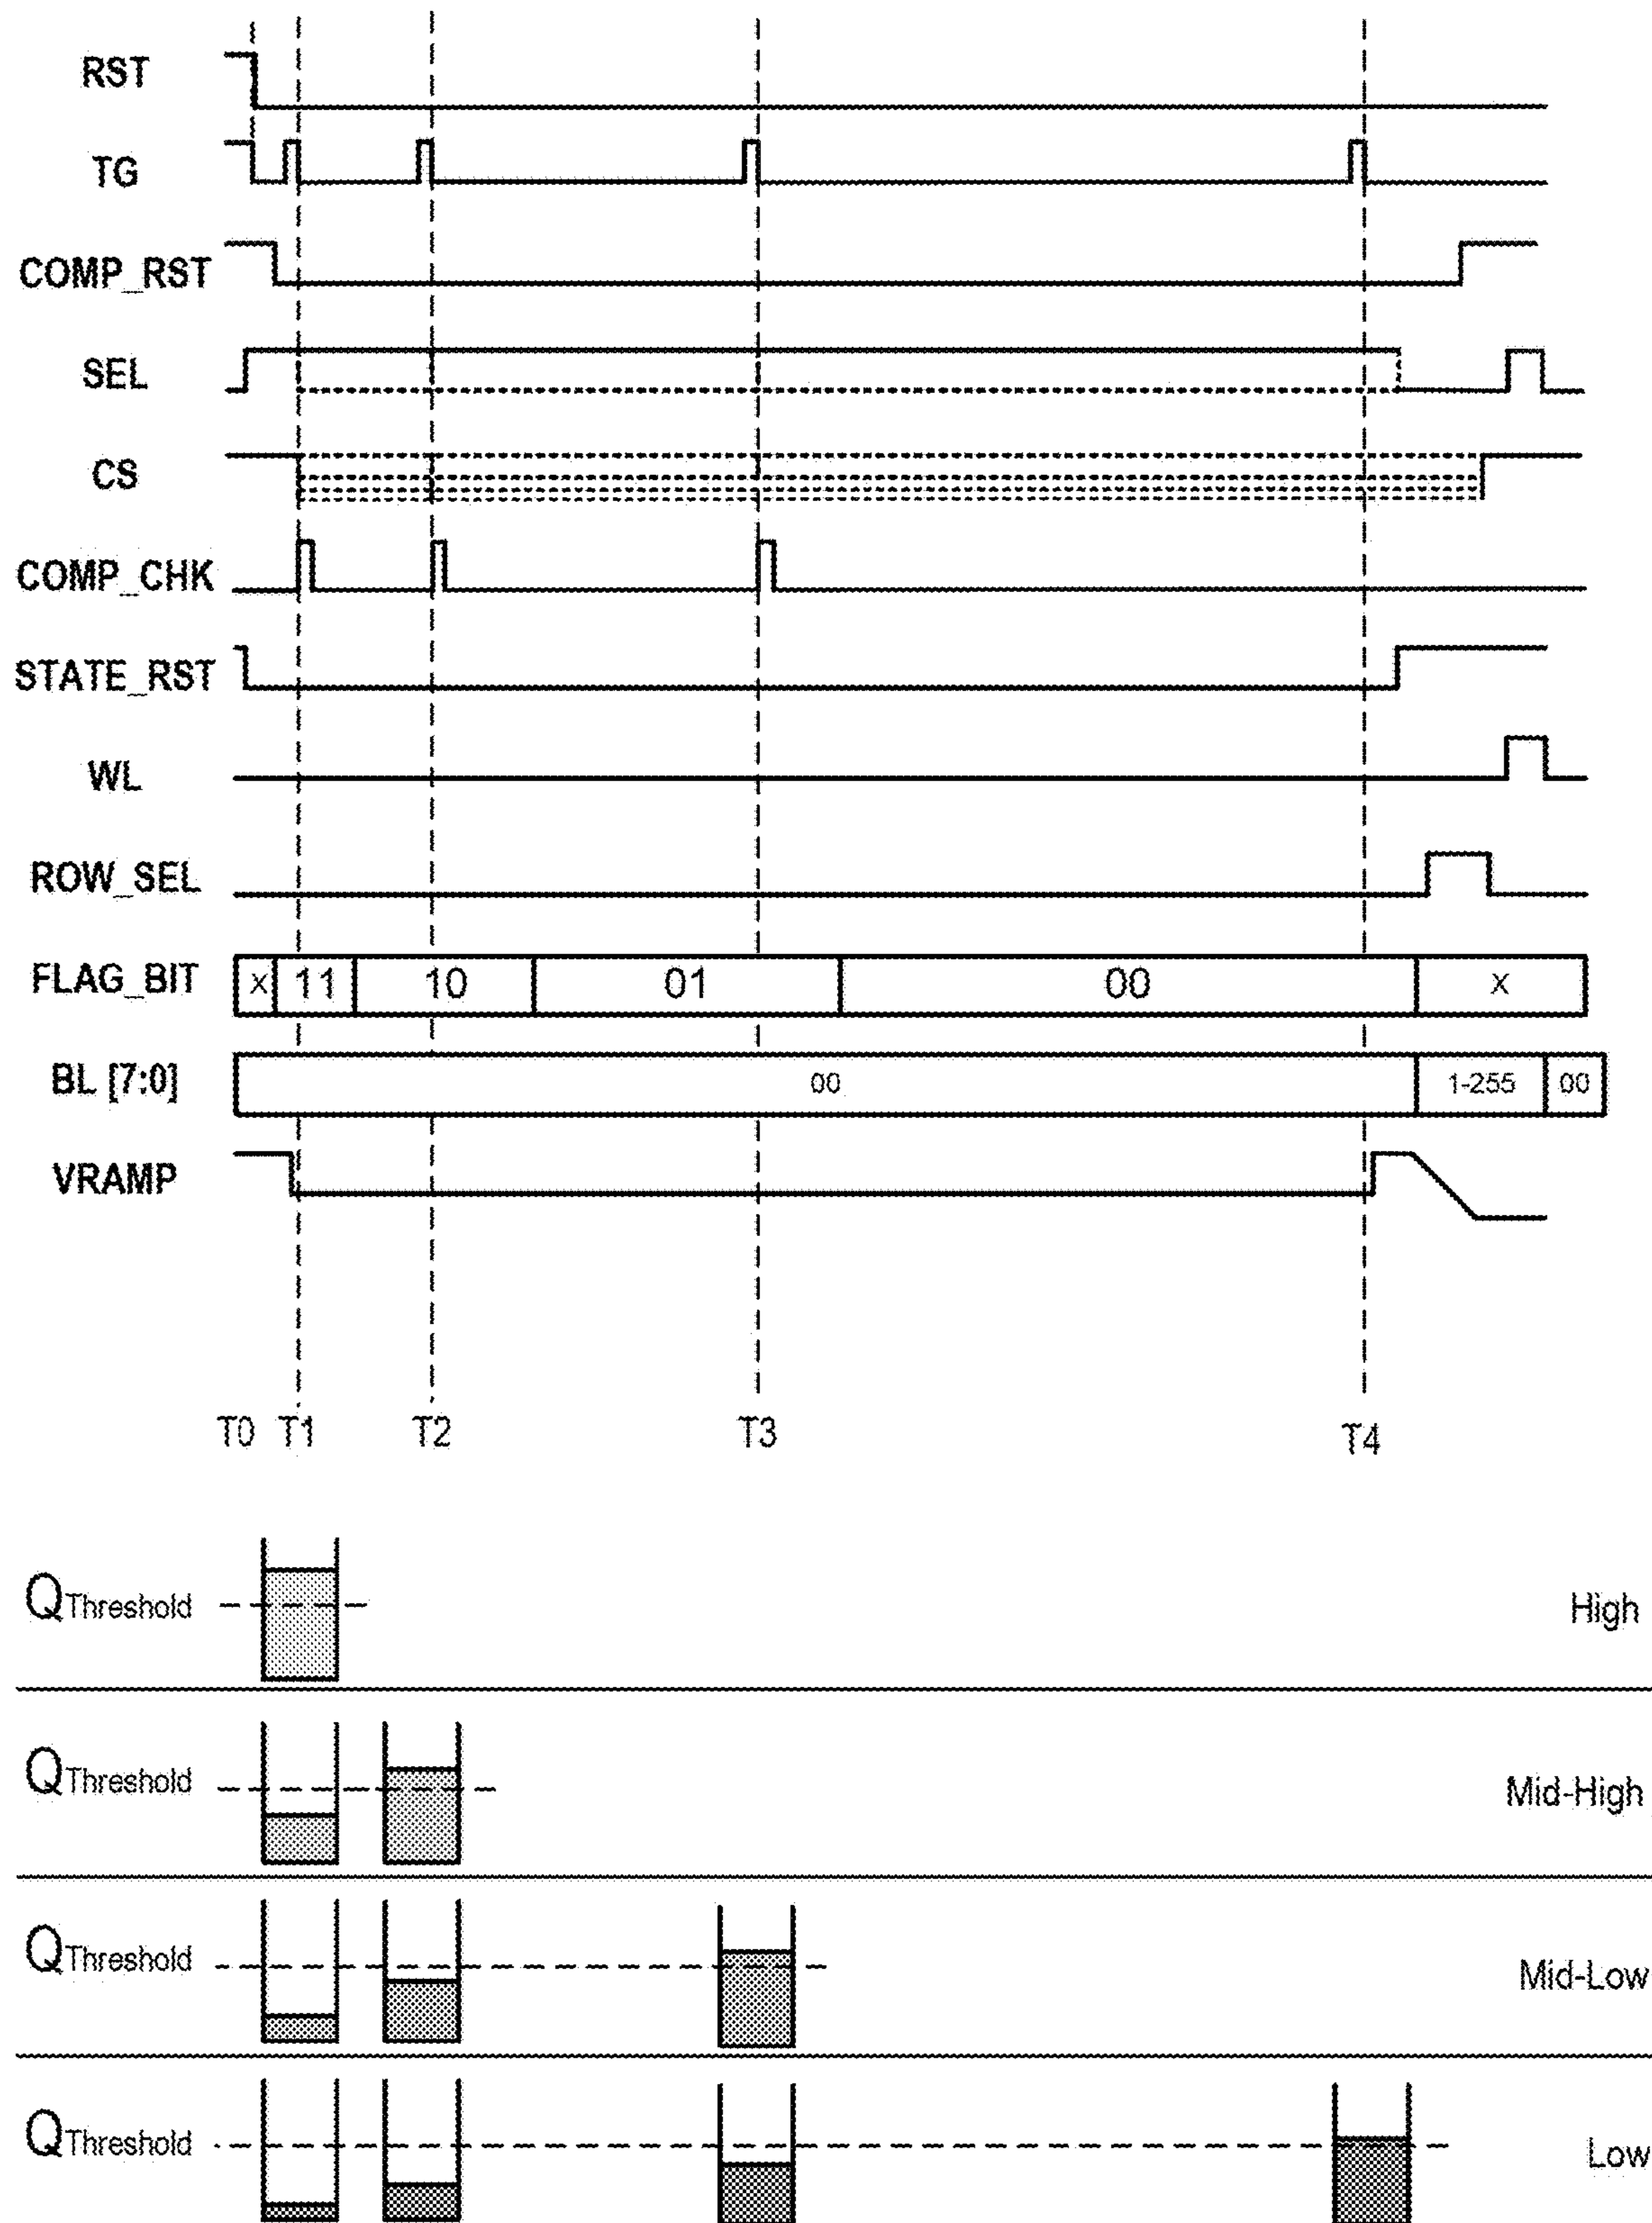 RST
TG
COMP_RST
SEL
CS
COMP_CHK
STATE_RST
WL
ROW_SEL
FLAG_BIT x 11 10 01 00 x
BL [7:0] 00 1-255 00
VRAMP
T0 T1 T2 T3 T4
QThreshold High
QThreshold Mid-High
QThreshold Mid-Low
QThreshold Low